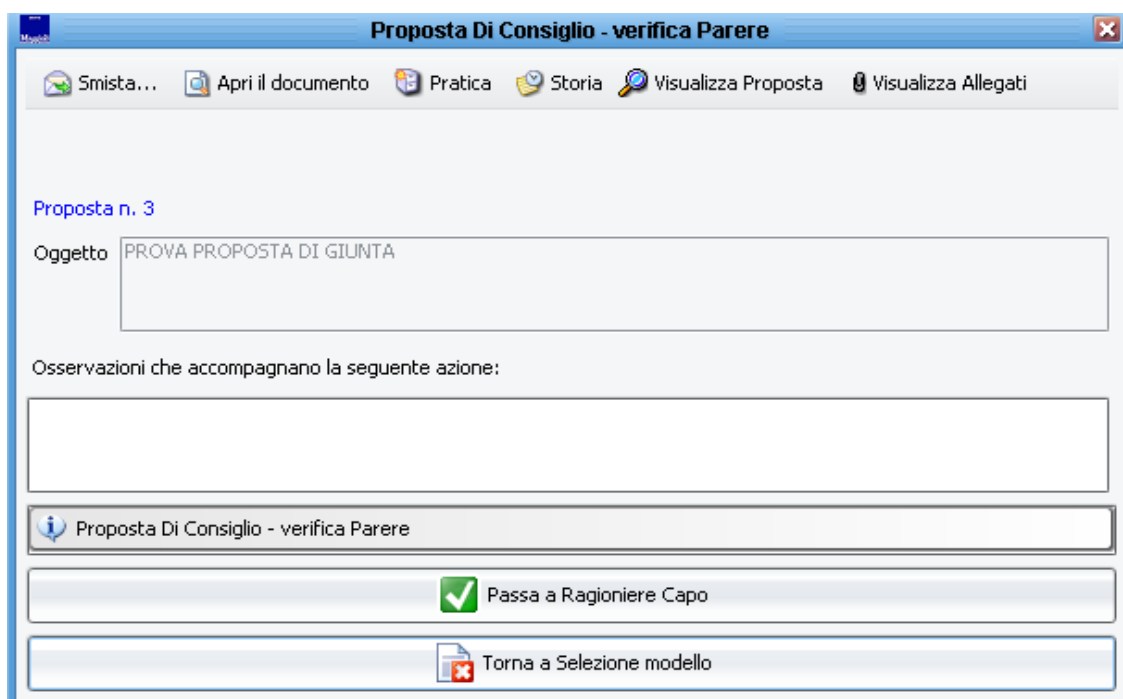 Proposta Di Consiglio - verifica Parere
Smista... Apri il documento Pratica Storia Visualizza Proposta Visualizza Allegati
Proposta n. 3
Oggetto PROVA PROPOSTA DI GIUNTA
Osservazioni che accompagnano la seguente azione:
Proposta Di Consiglio - verifica Parere
Passa a Ragioniere Capo
Torna a Selezione modello